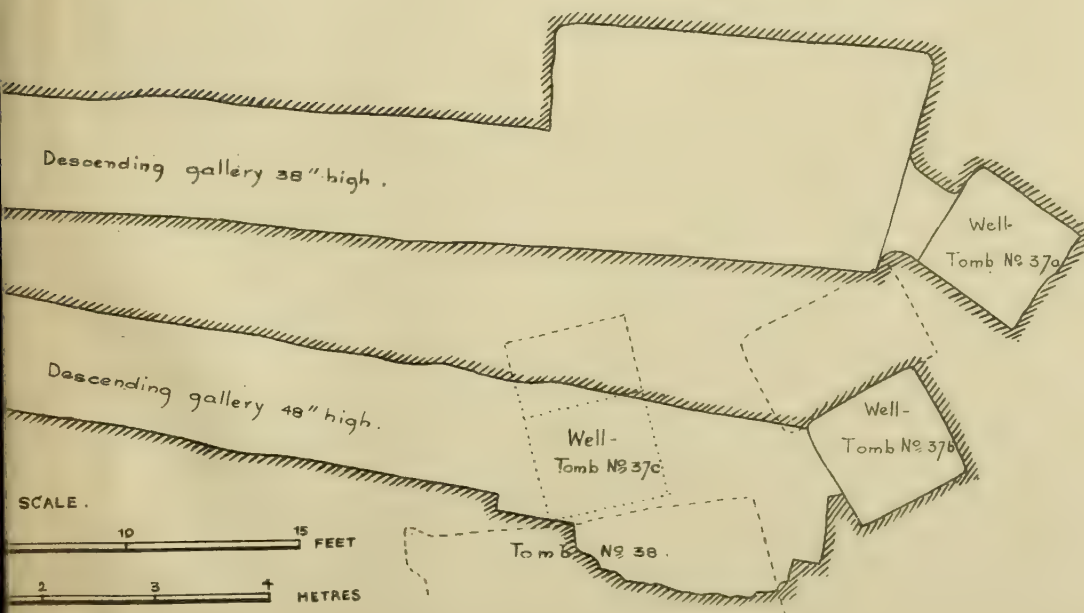 Descending gallery 38" high.
Well-
Tomb No 37a
Descending gallery 48" high.
Well-
Tomb No 37b
Well-
Tomb No 37c
Tomb No 38.
SCALE.
10 15 FEET
2 3 4 METRES